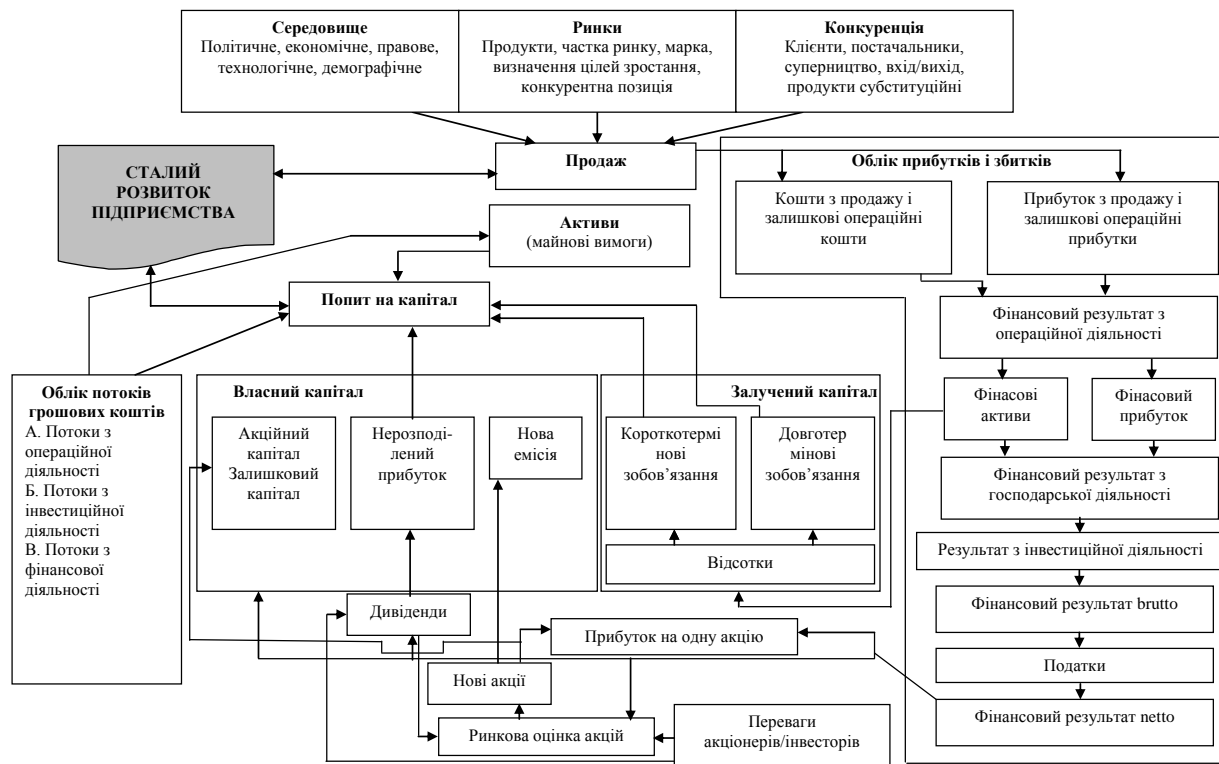 Середовище
Політичне, економічне, правове,
технологічне, демографічне
Ринки
Продукти, частка ринку, марка,
визначення цілей зростання,
конкурентна позиція
Конкуренція
Клієнти, постачальники,
суперництво, вхід/вихід,
продукти субституційні
Продаж
СТАЛИЙ
РОЗВИТОК
ПІДПРИЄМСТВА
Активи
(майнові вимоги)
Попит на капітал
Облік прибутків і збитків
Кошти з продажу і
залишкові операційні
кошти
Прибуток з продажу і
залишкові операційні
прибутки
Фінансовий результат з
операційної діяльності
Фінасові
активи
Фінасовий
прибуток
Фінансовий результат з
господарської діяльності
Результат з інвестиційної діяльності
Фінансовий результат brutto
Податки
Фінансовий результат netto
Облік потоків
грошових коштів
А. Потоки з
операційної
діяльності
Б. Потоки з
інвестиційної
діяльності
В. Потоки з
фінансової
діяльності
Власний капітал
Акційний
капітал
Залишковий
капітал
Нерозподі-
лений
прибуток
Нова
емісія
Залучений капітал
Короткотермі
нові
зобов’язання
Довготер
мінові
зобов’язання
Відсотки
Дивіденди
Прибуток на одну акцію
Нові акції
Ринкова оцінка акцій
Переваги
акціонерів/інвесторів